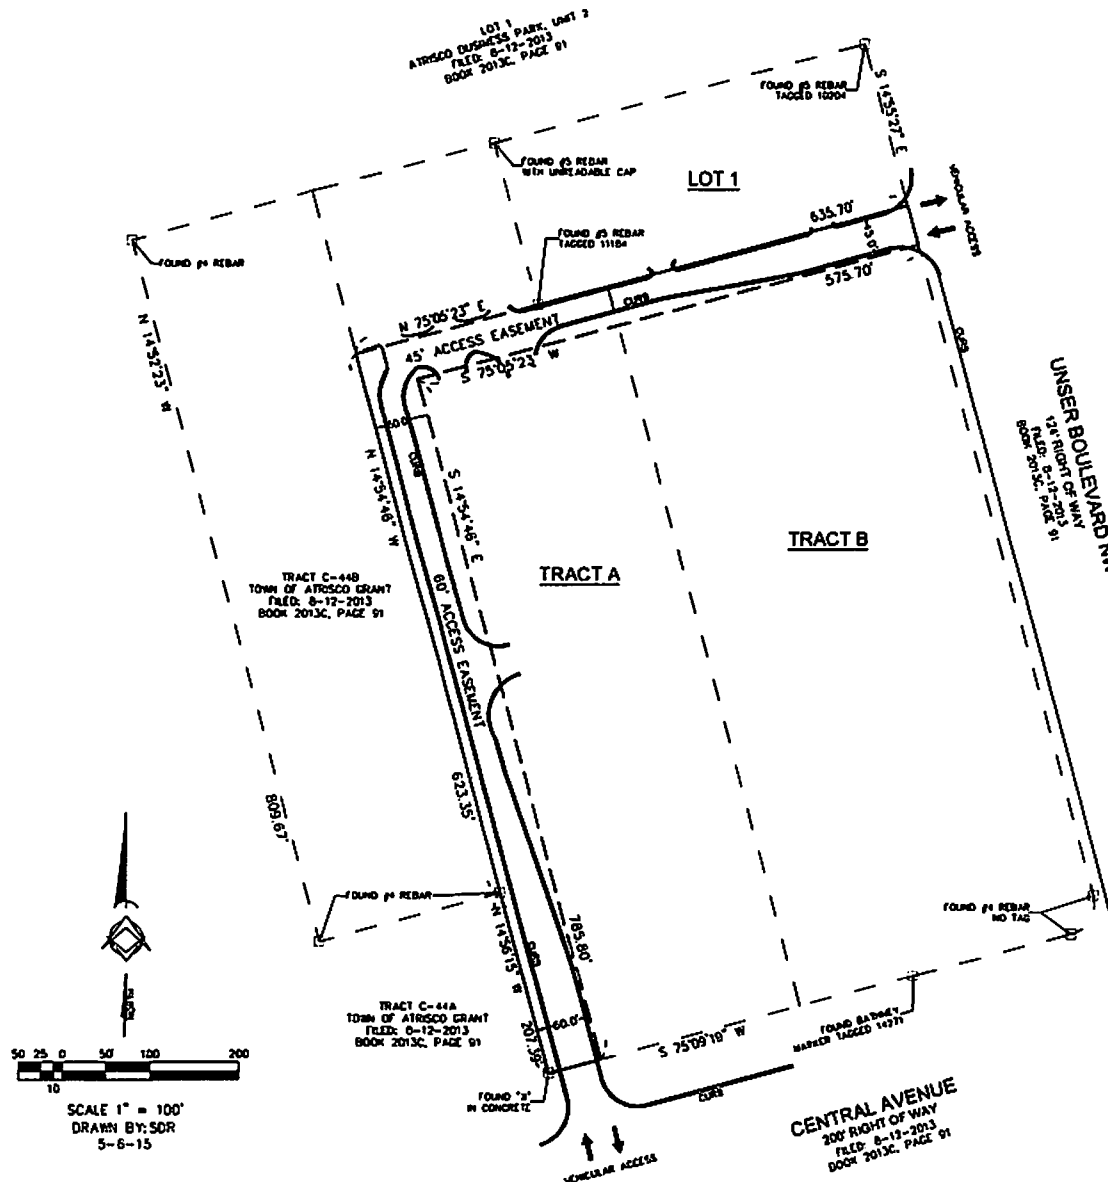 LOT 1
ATRISCO BUSINESS PARK, UNIT 2
FILED: 8-12-2013
BOOK 2013C, PAGE 91
FOUND #5 REBAR
TAGGED 10204
S 14°55'27" E
FOUND #5 REBAR
WITH UNREADABLE CAP
LOT 1
VEHICULAR ACCESS
635.70'
45.0'
FOUND #5 REBAR
TAGGED 11184
FOUND #4 REBAR
575.70'
CURB
N 75°05'23" E
45' ACCESS EASEMENT
S 75°05'23" W
CURB
N 14°52'23" W
60.0'
CURB
N 14°54'46" W
S 14°54'46" E
UNSER BOULEVARD NW
124' RIGHT OF WAY
FILED: 8-12-2013
BOOK 2013C, PAGE 91
TRACT B
TRACT A
TRACT C-44B
TOWN OF ATRISCO GRANT
FILED: 8-12-2013
BOOK 2013C, PAGE 91
60' ACCESS EASEMENT
623.35'
809.67'
FOUND #4 REBAR
FOUND #4 REBAR
NO TAG
785.80'
CURB
N 14°56'15" W
TRACT C-44A
TOWN OF ATRISCO GRANT
FILED: 8-12-2013
BOOK 2013C, PAGE 91
207.59'
60.0'
S 75°09'19" W
FOUND BATHEY
MARKER TAGGED 14271
50 25 0 50 100 200
10
SCALE 1" = 100'
DRAWN BY: SDR
5-6-15
FOUND "X"
IN CONCRETE
CURB
CENTRAL AVENUE
200' RIGHT OF WAY
FILED: 8-12-2013
BOOK 2013C, PAGE 91
VEHICULAR ACCESS